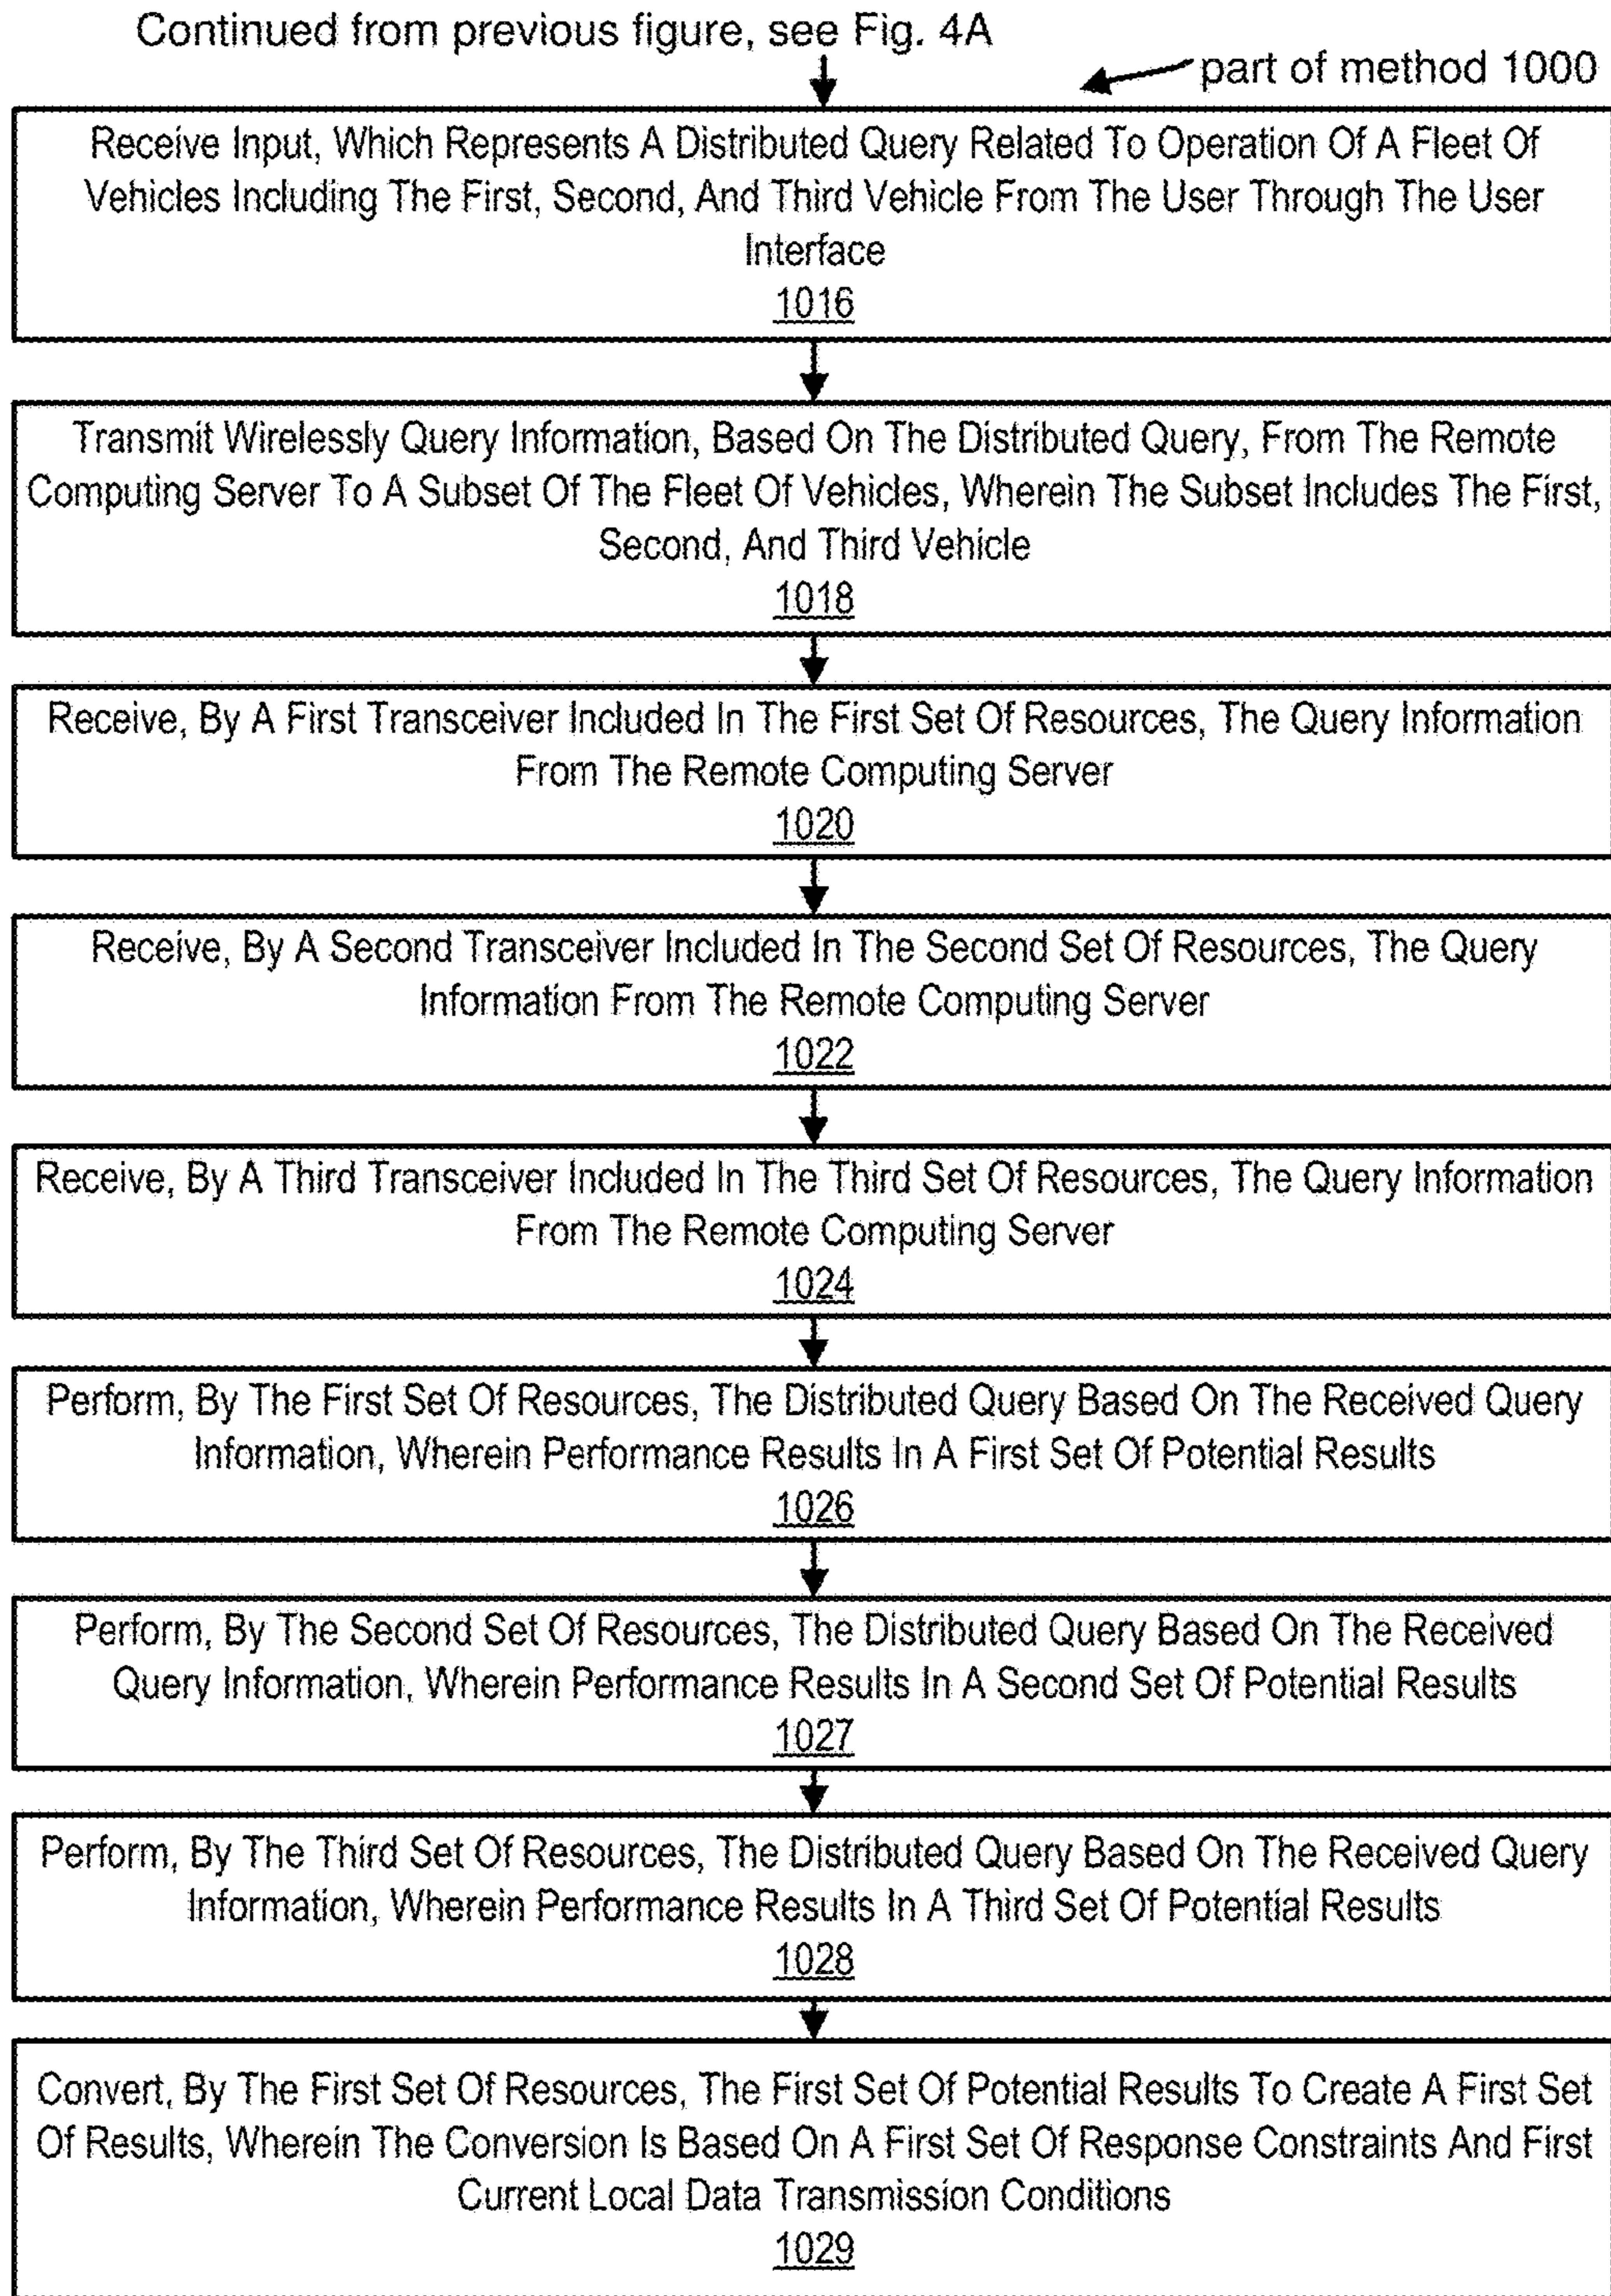 Continued from previous figure, see Fig. 4A
part of method 1000
Receive Input, Which Represents A Distributed Query Related To Operation Of A Fleet Of
Vehicles Including The First, Second, And Third Vehicle From The User Through The User
Interface
1016
Transmit Wirelessly Query Information, Based On The Distributed Query, From The Remote
Computing Server To A Subset Of The Fleet Of Vehicles, Wherein The Subset Includes The First,
Second, And Third Vehicle
1018
Receive, By A First Transceiver Included In The First Set Of Resources, The Query Information
From The Remote Computing Server
1020
Receive, By A Second Transceiver Included In The Second Set Of Resources, The Query
Information From The Remote Computing Server
1022
Receive, By A Third Transceiver Included In The Third Set Of Resources, The Query Information
From The Remote Computing Server
1024
Perform, By The First Set Of Resources, The Distributed Query Based On The Received Query
Information, Wherein Performance Results In A First Set Of Potential Results
1026
Perform, By The Second Set Of Resources, The Distributed Query Based On The Received
Query Information, Wherein Performance Results In A Second Set Of Potential Results
1027
Perform, By The Third Set Of Resources, The Distributed Query Based On The Received Query
Information, Wherein Performance Results In A Third Set Of Potential Results
1028
Convert, By The First Set Of Resources, The First Set Of Potential Results To Create A First Set
Of Results, Wherein The Conversion Is Based On A First Set Of Response Constraints And First
Current Local Data Transmission Conditions
1029